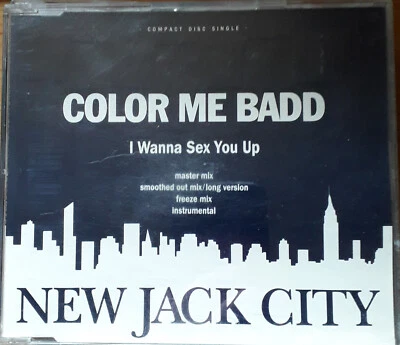 COMPACT DISC SINGLE
COLOR ME BADD
I Wanna Sex You Up
master mix
smoothed out mix/long version
freeze mix
instrumental
NEW JACK CITY